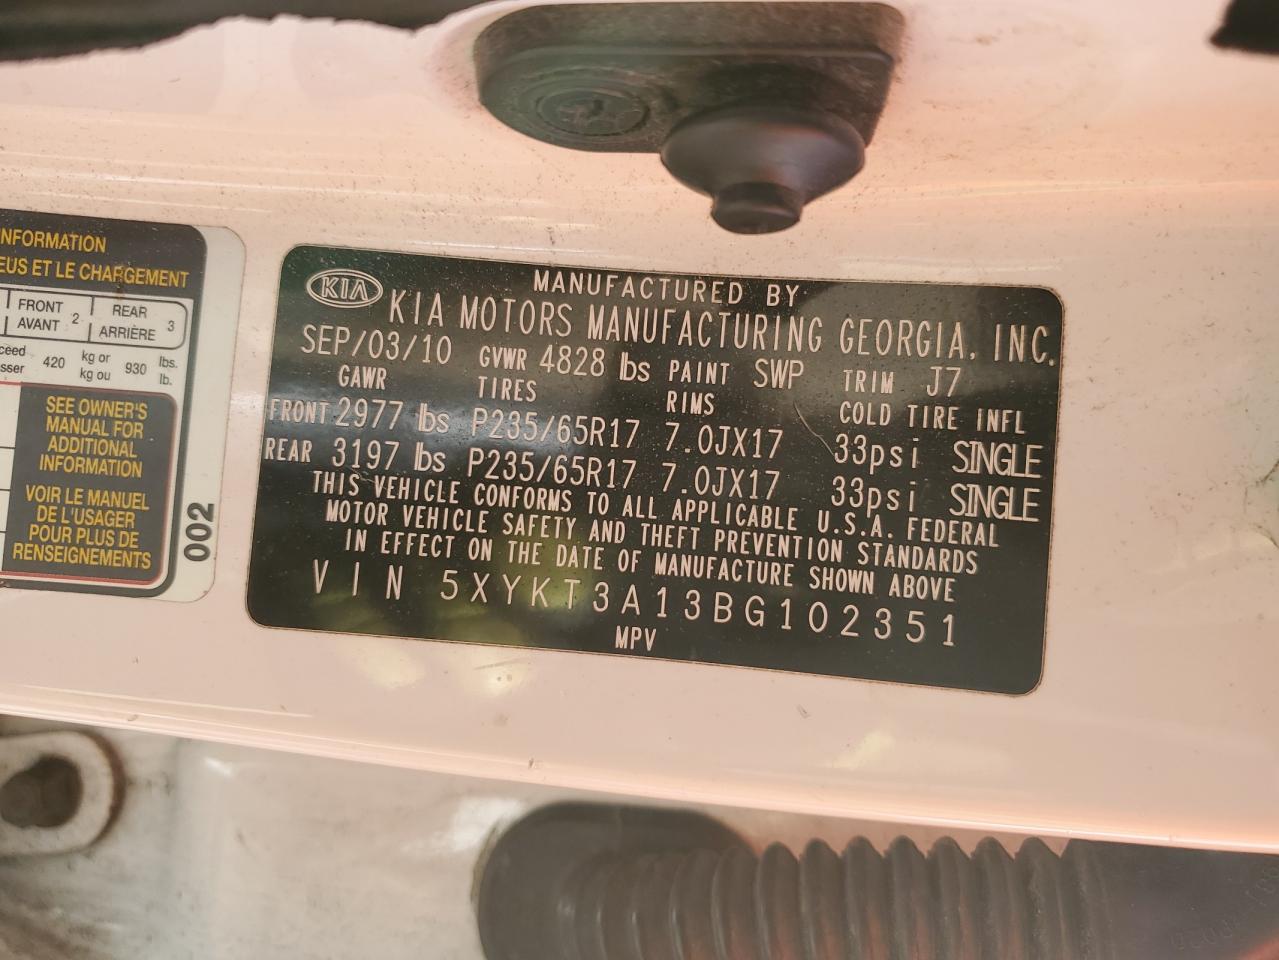 NFORMATION
EUS ET LE CHARGEMENT
FRONT
AVANT 2 REAR
ARRIÈRE 3
ceed
sser 420 kg or
kg ou 930 lbs.
lb.
SEE OWNER'S
MANUAL FOR
ADDITIONAL
INFORMATION
VOIR LE MANUEL
DE L'USAGER
POUR PLUS DE
RENSEIGNEMENTS
002
KIA
MANUFACTURED BY
KIA MOTORS MANUFACTURING GEORGIA, INC.
SEP/03/10 GVWR 4828 lbs PAINT SWP TRIM J7
GAWR TIRES RIMS COLD TIRE INFL
FRONT 2977 lbs P235/65R17 7.0JX17 33psi SINGLE
REAR 3197 lbs P235/65R17 7.0JX17 33psi SINGLE
THIS VEHICLE CONFORMS TO ALL APPLICABLE U.S.A. FEDERAL
MOTOR VEHICLE SAFETY AND THEFT PREVENTION STANDARDS
IN EFFECT ON THE DATE OF MANUFACTURE SHOWN ABOVE
VIN 5XYKT3A13BG102351
MPV